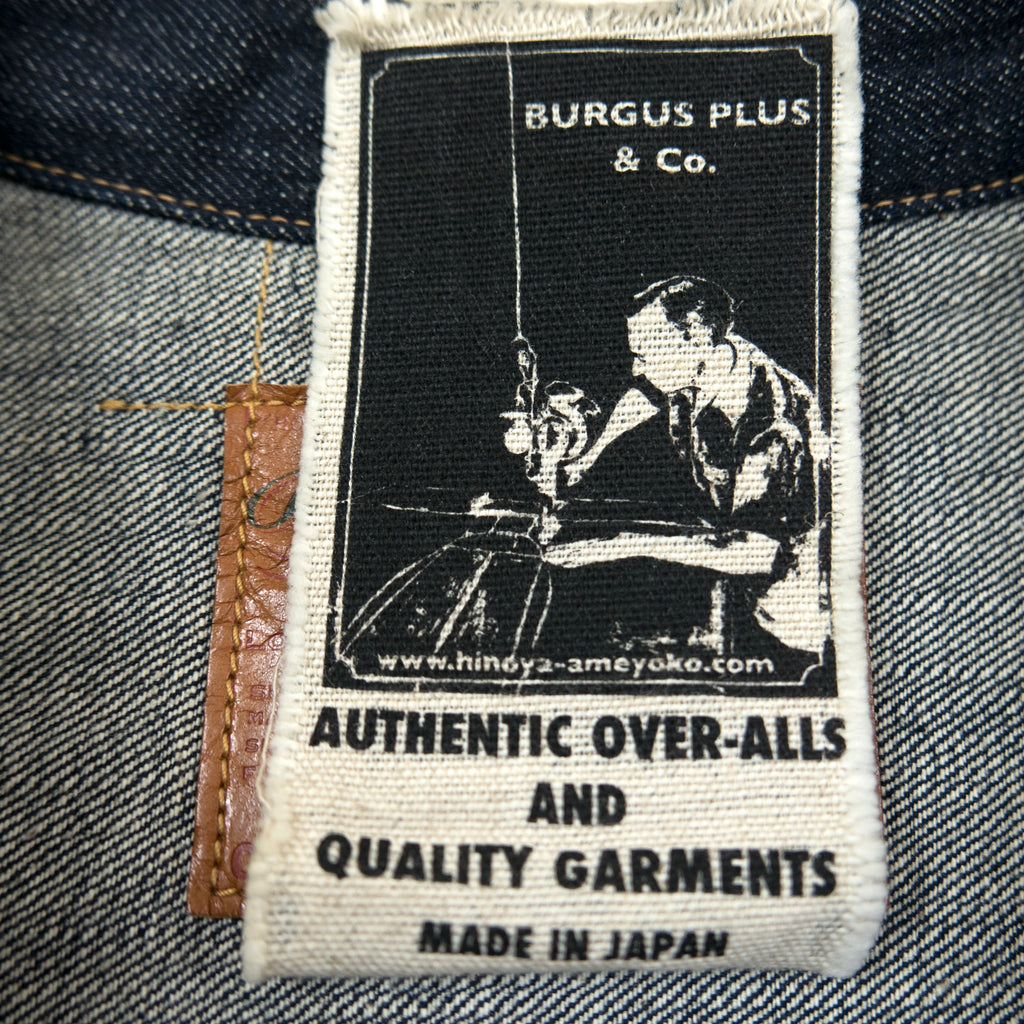 BURGUS PLUS
& Co.
www.hinoya-ameyoko.com
AUTHENTIC OVER-ALLS
AND
QUALITY GARMENTS
MADE IN JAPAN